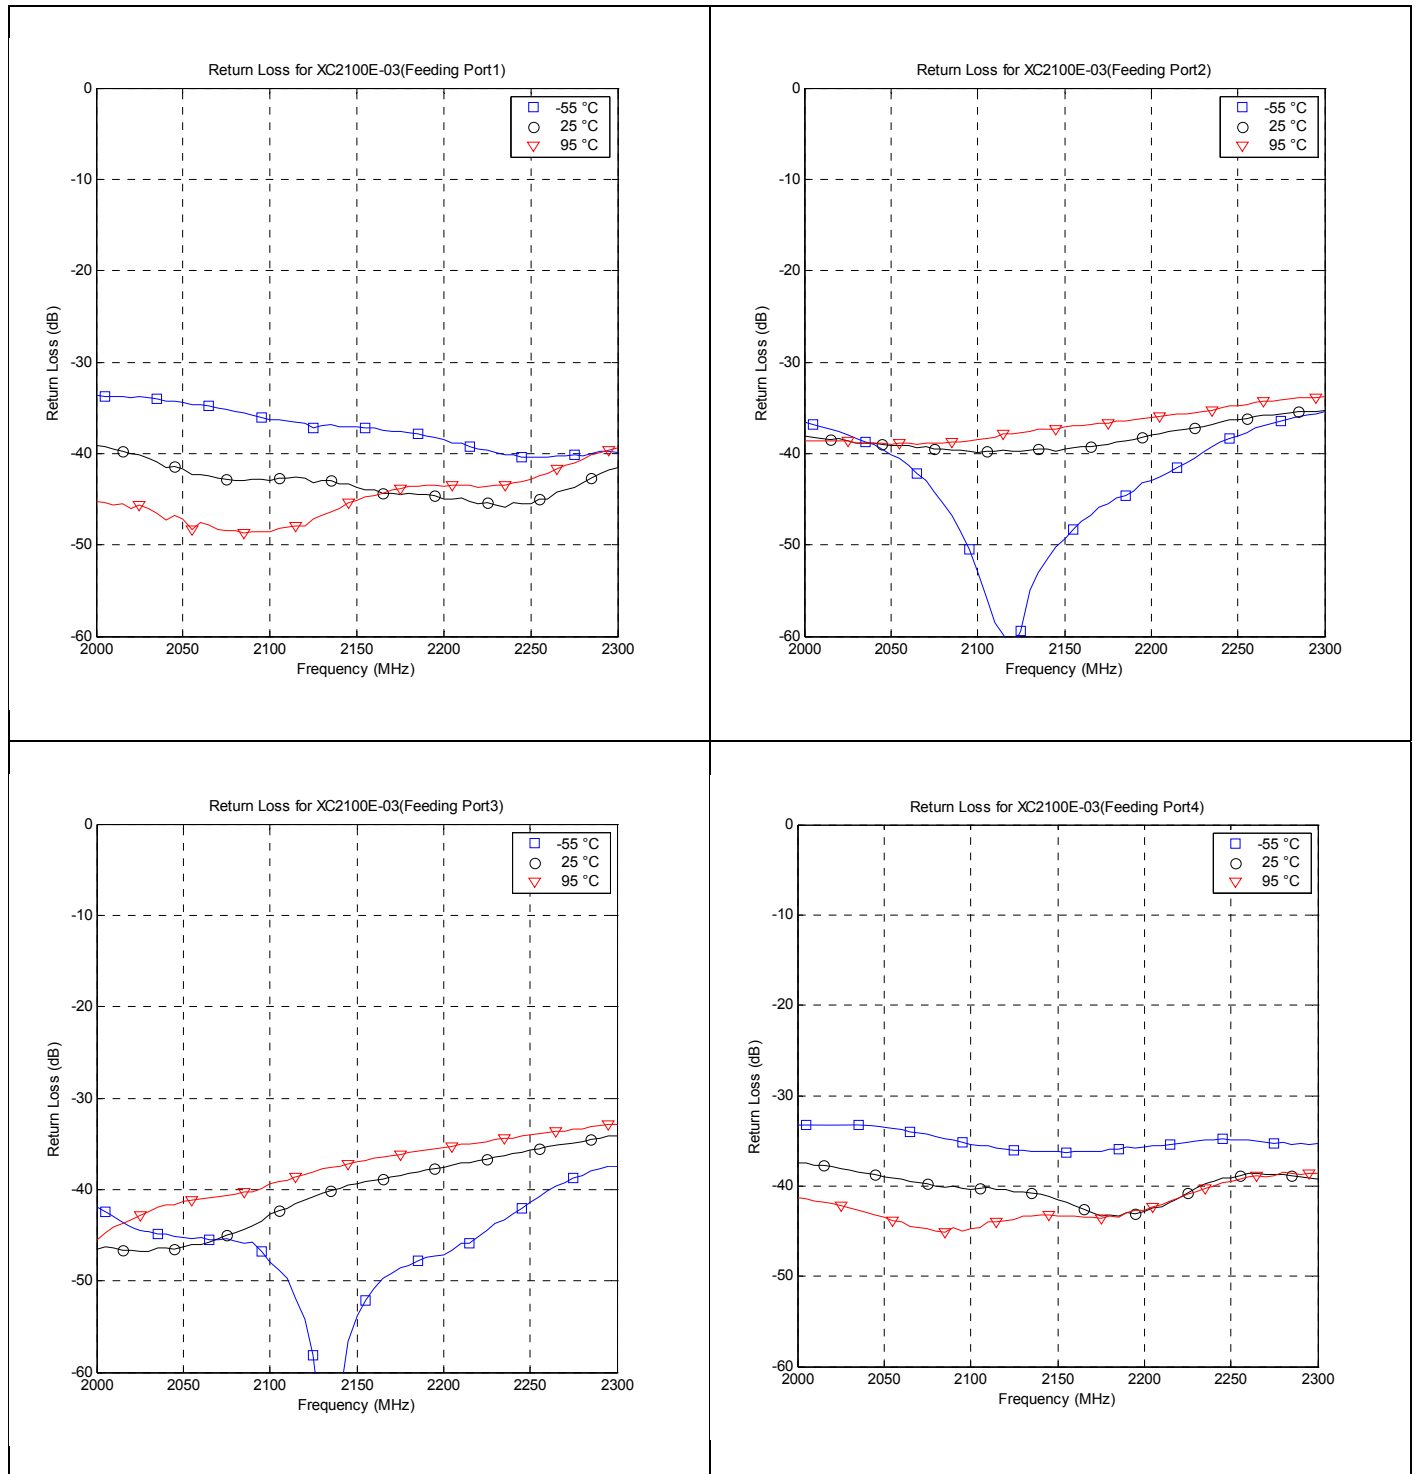 Return Loss for XC2100E-03(Feeding Port1)
0
-10
-20
-30
-40
-50
-60
Return Loss (dB)
-55 °C
25 °C
95 °C
2000 2050 2100 2150 2200 2250 2300
Frequency (MHz)
Return Loss for XC2100E-03(Feeding Port2)
0
-10
-20
-30
-40
-50
-60
Return Loss (dB)
-55 °C
25 °C
95 °C
2000 2050 2100 2150 2200 2250 2300
Frequency (MHz)
Return Loss for XC2100E-03(Feeding Port3)
0
-10
-20
-30
-40
-50
-60
Return Loss (dB)
-55 °C
25 °C
95 °C
2000 2050 2100 2150 2200 2250 2300
Frequency (MHz)
Return Loss for XC2100E-03(Feeding Port4)
0
-10
-20
-30
-40
-50
-60
Return Loss (dB)
-55 °C
25 °C
95 °C
2000 2050 2100 2150 2200 2250 2300
Frequency (MHz)